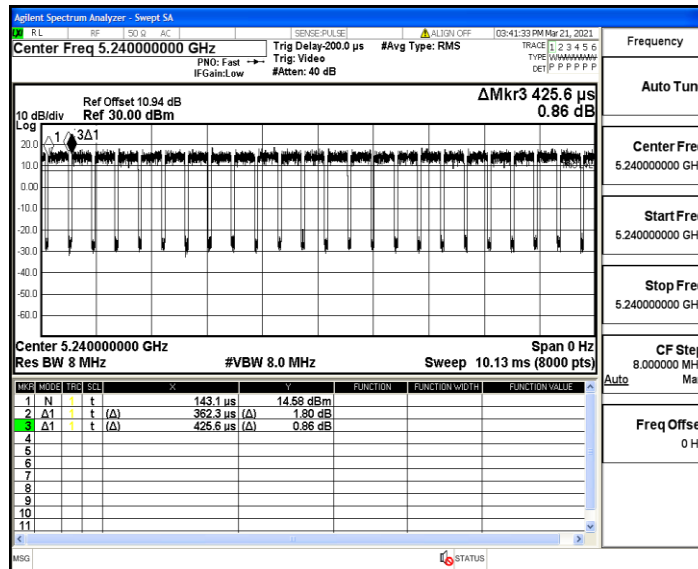 Agilent Spectrum Analyzer - Swept SA
RL RF 50 Ω AC SENSE:PULSE ALIGN OFF 03:41:33 PM Mar 21, 2021
Center Freq 5.240000000 GHz
PNO: Fast
IFGain:Low
Trig Delay-200.0 µs
Trig: Video
#Atten: 40 dB
#Avg Type: RMS
TRACE 1 2 3 4 5 6
TYPE
DET P P P P P P
ΔMkr3 425.6 µs
0.86 dB
Ref Offset 10.94 dB
10 dB/div Ref 30.00 dBm
Log
1 3Δ1
20.0
10.0
0.00
-10.0
-20.0
-30.0
-40.0
-50.0
-60.0
Center 5.240000000 GHz Span 0 Hz
Res BW 8 MHz #VBW 8.0 MHz Sweep 10.13 ms (8000 pts)
MKR MODE TRC SCL X Y FUNCTION FUNCTION WIDTH FUNCTION VALUE
1 N 1 t 143.1 µs 14.58 dBm
2 Δ1 1 t (Δ) 362.3 µs (Δ) 1.80 dB
3 Δ1 1 t (Δ) 425.6 µs (Δ) 0.86 dB
4
5
6
7
8
9
10
11
MSG STATUS
Frequency
Auto Tun
Center Fre
5.240000000 GH
Start Fre
5.240000000 GH
Stop Fre
5.240000000 GH
CF Step
8.000000 MH
Auto Ma
Freq Offse
0 H